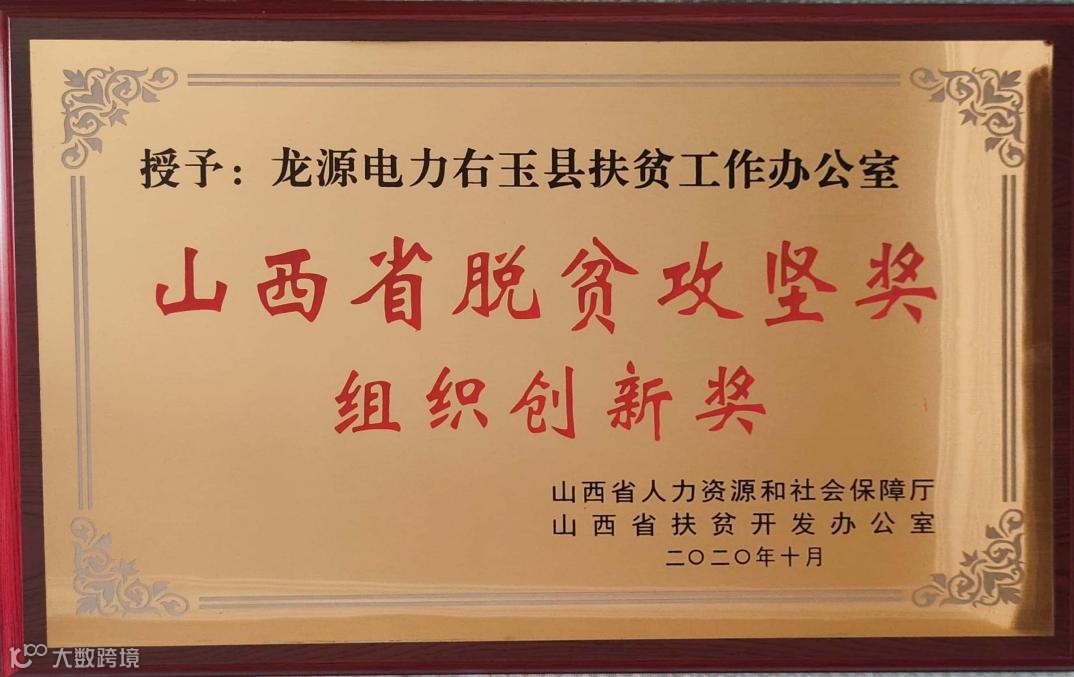 授予：龙源电力右玉县扶贫工作办公室
山西省脱贫攻坚奖
组织创新奖
山西省人力资源和社会保障厅
山西省扶贫开发办公室
二〇二〇年十月
大数跨境